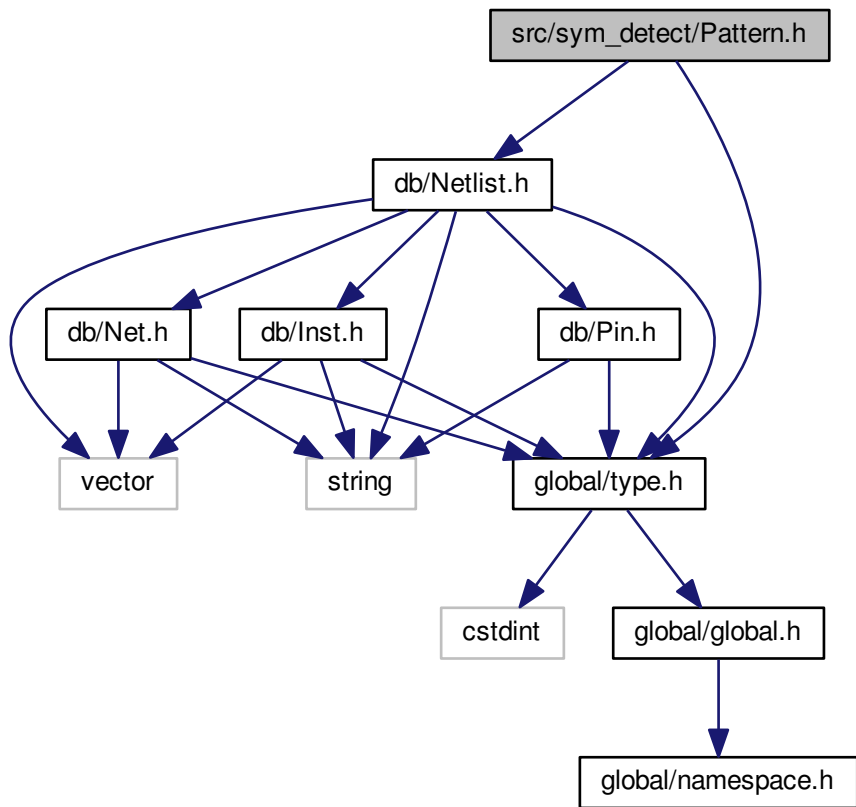 src/sym_detect/Pattern.h
db/Netlist.h
db/Net.h
db/Inst.h
db/Pin.h
vector
string
global/type.h
cstdint
global/global.h
global/namespace.h